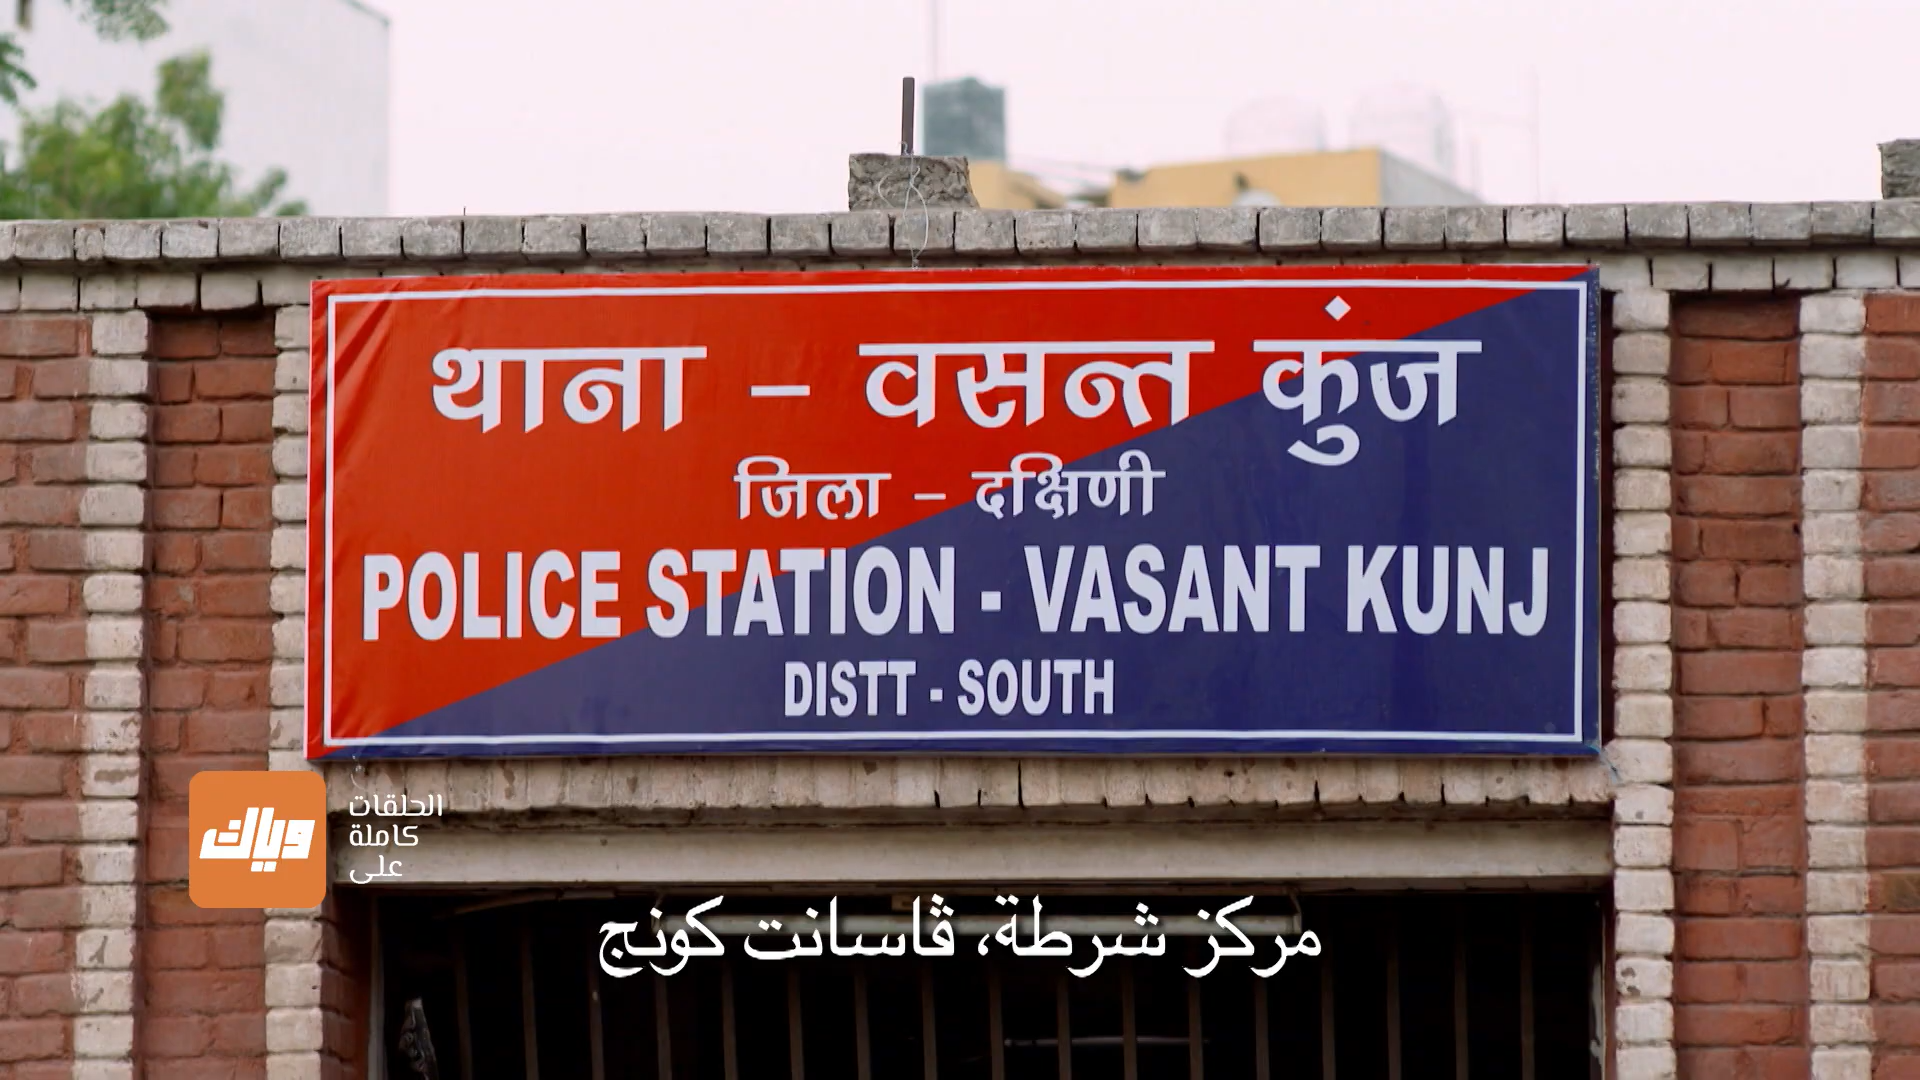 थाना – वसन्त कुंज
जिला – दक्षिणी
POLICE STATION - VASANT KUNJ
DISTT - SOUTH
وياك
الحلقات
كاملة
على
مركز شرطة، ڤاسانت كونج